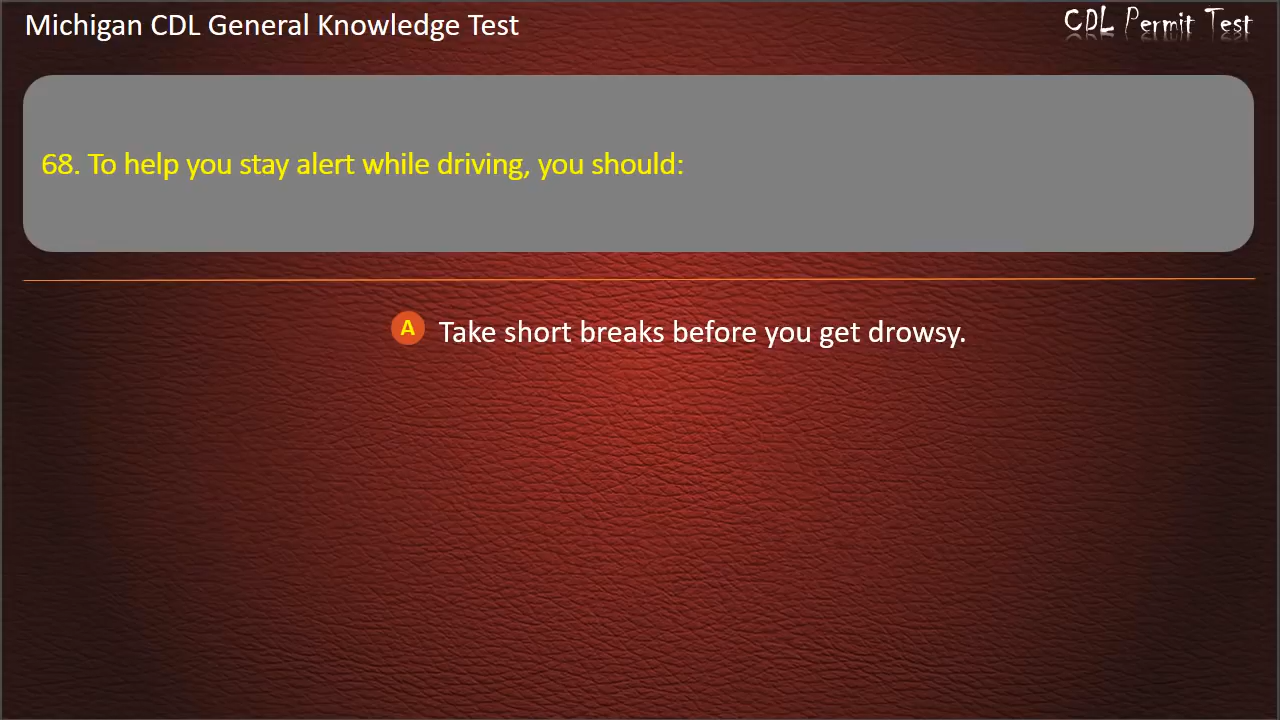 Michigan CDL General Knowledge Test
CDL Permit Test
68. To help you stay alert while driving, you should:
A Take short breaks before you get drowsy.